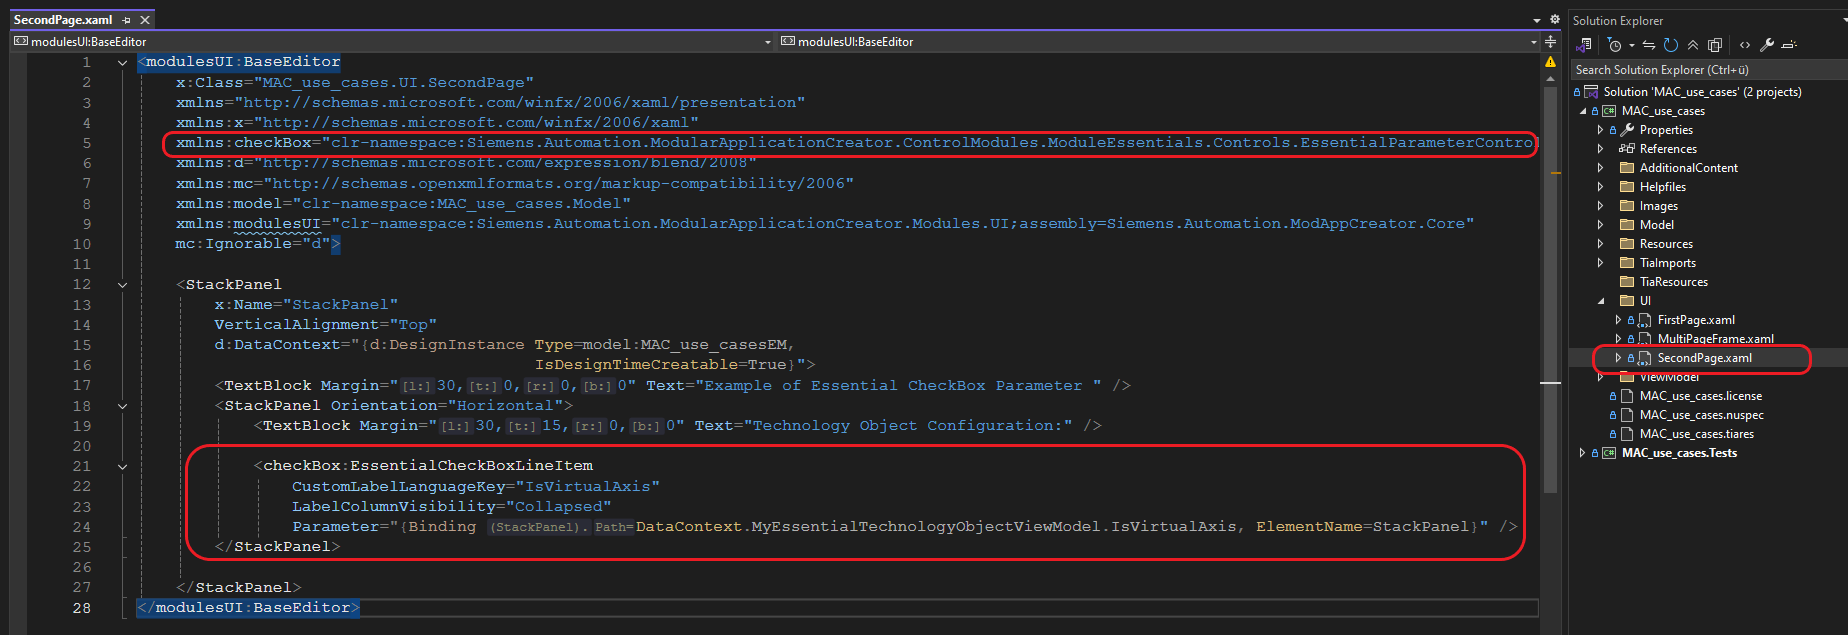 SecondPage.xaml
modulesUI:BaseEditor
modulesUI:BaseEditor
1 <modulesUI:BaseEditor
2 x:Class="MAC_use_cases.UI.SecondPage"
3 xmlns="http://schemas.microsoft.com/winfx/2006/xaml/presentation"
4 xmlns:x="http://schemas.microsoft.com/winfx/2006/xaml"
5 xmlns:checkBox="clr-namespace:Siemens.Automation.ModularApplicationCreator.ControlModules.ModuleEssentials.Controls.EssentialParameterContro
6 xmlns:d="http://schemas.microsoft.com/expression/blend/2008"
7 xmlns:mc="http://schemas.openxmlformats.org/markup-compatibility/2006"
8 xmlns:model="clr-namespace:MAC_use_cases.Model"
9 xmlns:modulesUI="clr-namespace:Siemens.Automation.ModularApplicationCreator.Modules.UI;assembly=Siemens.Automation.ModAppCreator.Core"
10 mc:Ignorable="d">
11
12 <StackPanel
13 x:Name="StackPanel"
14 VerticalAlignment="Top"
15 d:DataContext="{d:DesignInstance Type=model:MAC_use_casesEM,
16 IsDesignTimeCreatable=True}">
17 <TextBlock Margin="[l:]30,[t:]0,[r:]0,[b:]0" Text="Example of Essential CheckBox Parameter " />
18 <StackPanel Orientation="Horizontal">
19 <TextBlock Margin="[l:]30,[t:]15,[r:]0,[b:]0" Text="Technology Object Configuration:" />
20
21 <checkBox:EssentialCheckBoxLineItem
22 CustomLabelLanguageKey="IsVirtualAxis"
23 LabelColumnVisibility="Collapsed"
24 Parameter="{Binding (StackPanel).Path=DataContext.MyEssentialTechnologyObjectViewModel.IsVirtualAxis, ElementName=StackPanel}" />
25 </StackPanel>
26
27 </StackPanel>
28 </modulesUI:BaseEditor>
Solution Explorer
Search Solution Explorer (Ctrl+ü)
Solution 'MAC_use_cases' (2 projects)
MAC_use_cases
Properties
References
AdditionalContent
Helpfiles
Images
Model
Resources
TiaImports
TiaResources
UI
FirstPage.xaml
MultiPageFrame.xaml
SecondPage.xaml
ViewModel
MAC_use_cases.license
MAC_use_cases.nuspec
MAC_use_cases.tiares
MAC_use_cases.Tests